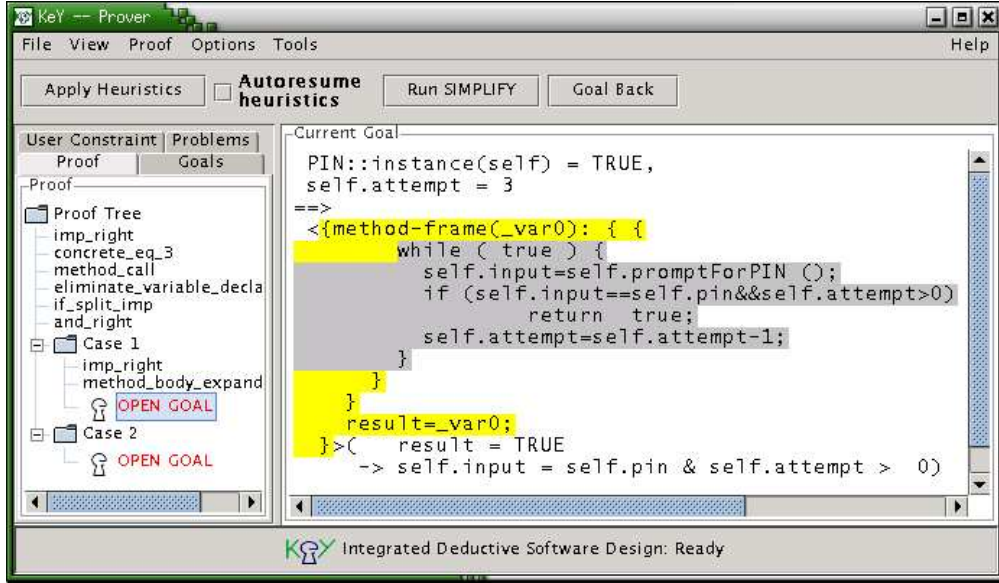 KeY -- Prover
File View Proof Options Tools Help
Apply Heuristics
Autoresume
heuristics
Run SIMPLIFY
Goal Back
User Constraint Problems
Proof Goals
Proof
Proof Tree
imp_right
concrete_eq_3
method_call
eliminate_variable_decla
if_split_imp
and_right
Case 1
imp_right
method_body_expand
OPEN GOAL
Case 2
OPEN GOAL
Current Goal
PIN::instance(self) = TRUE,
self.attempt = 3
==>
<{method-frame(_var0): { {
while ( true ) {
self.input=self.promptForPIN ();
if (self.input==self.pin&&self.attempt>0)
return true;
self.attempt=self.attempt-1;
}
}
}
result=_var0;
}>( result = TRUE
-> self.input = self.pin & self.attempt > 0)
KeY Integrated Deductive Software Design: Ready